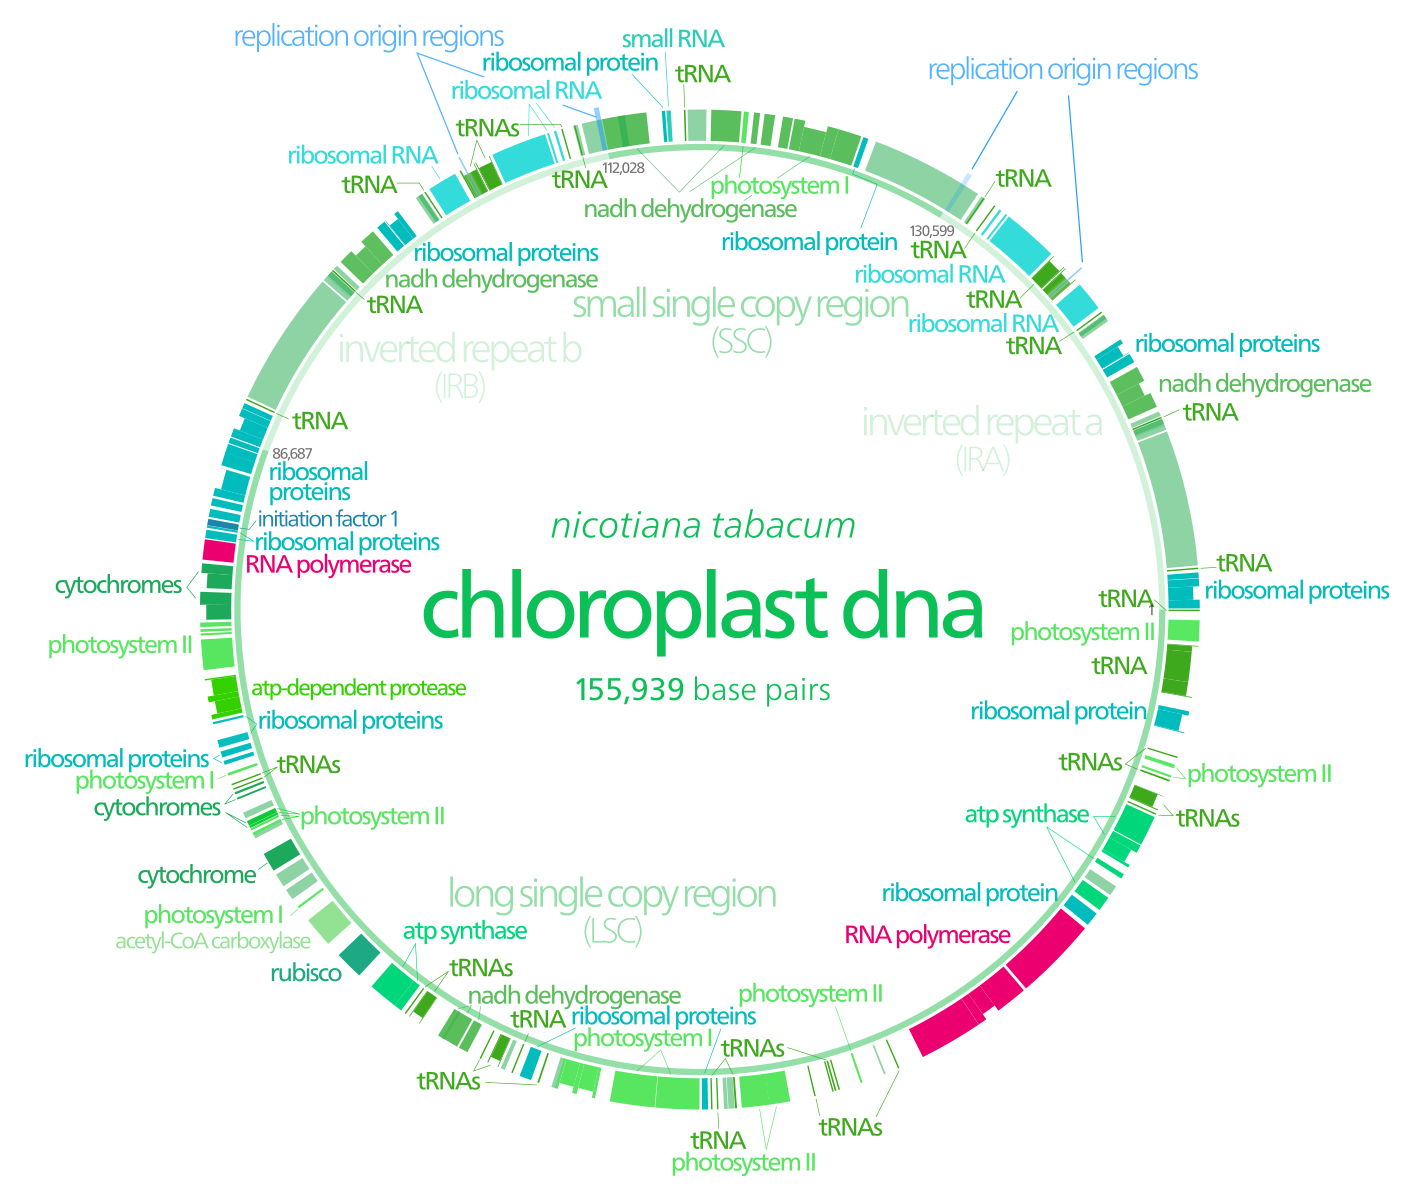 replication origin regions
small RNA
ribosomal protein
tRNA
replication origin regions
ribosomal RNA
tRNAs
ribosomal RNA
tRNA
tRNA
112,028
photosystem I
nadh dehydrogenase
tRNA
130,599
ribosomal protein
tRNA
ribosomal proteins
nadh dehydrogenase
ribosomal RNA
tRNA
tRNA
small single copy region
(SSC)
ribosomal RNA
tRNA
ribosomal proteins
inverted repeat b
(IRB)
nadh dehydrogenase
tRNA
tRNA
inverted repeat a
(IRA)
86,687
ribosomal
proteins
initiation factor 1
ribosomal proteins
RNA polymerase
nicotiana tabacum
chloroplast dna
155,939 base pairs
cytochromes
tRNA
ribosomal proteins
tRNA
1
photosystem II
photosystem II
tRNA
atp-dependent protease
ribosomal proteins
ribosomal protein
ribosomal proteins
tRNAs
photosystem I
tRNAs
photosystem II
cytochromes
photosystem II
atp synthase
tRNAs
cytochrome
long single copy region
(LSC)
ribosomal protein
photosystem I
acetyl-CoA carboxylase
atp synthase
RNA polymerase
rubisco
tRNAs
nadh dehydrogenase
photosystem II
tRNA
ribosomal proteins
photosystem I
tRNAs
tRNAs
tRNAs
tRNA
photosystem II